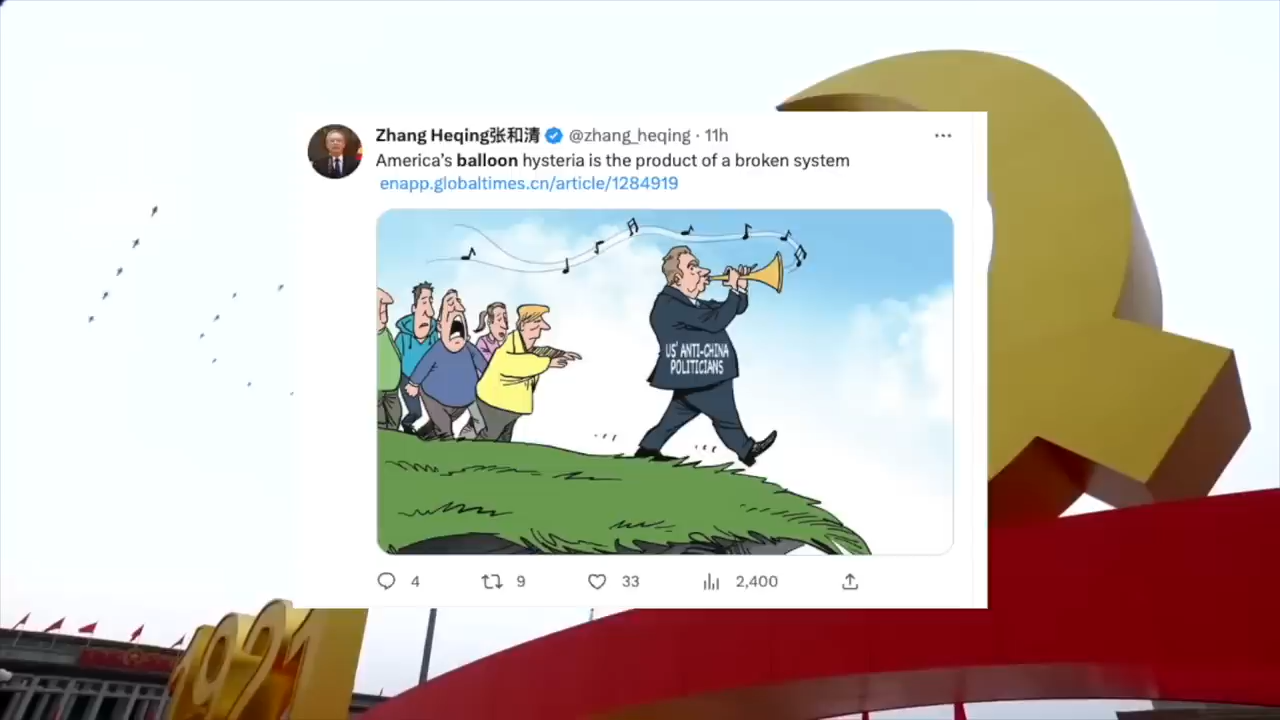 Zhang Heqing张和清 @zhang_heqing · 11h
America's balloon hysteria is the product of a broken system
enapp.globaltimes.cn/article/1284919
US' ANTI-CHINA
POLITICIANS
4 9 33 2,400
1921